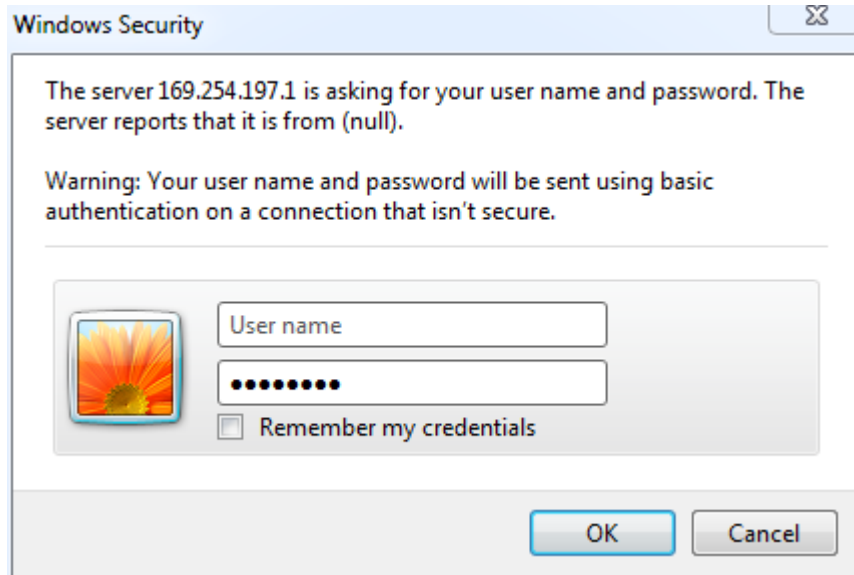 Windows Security
The server 169.254.197.1 is asking for your user name and password. The
server reports that it is from (null).
Warning: Your user name and password will be sent using basic
authentication on a connection that isn't secure.
User name
●●●●●●●●
Remember my credentials
OK
Cancel